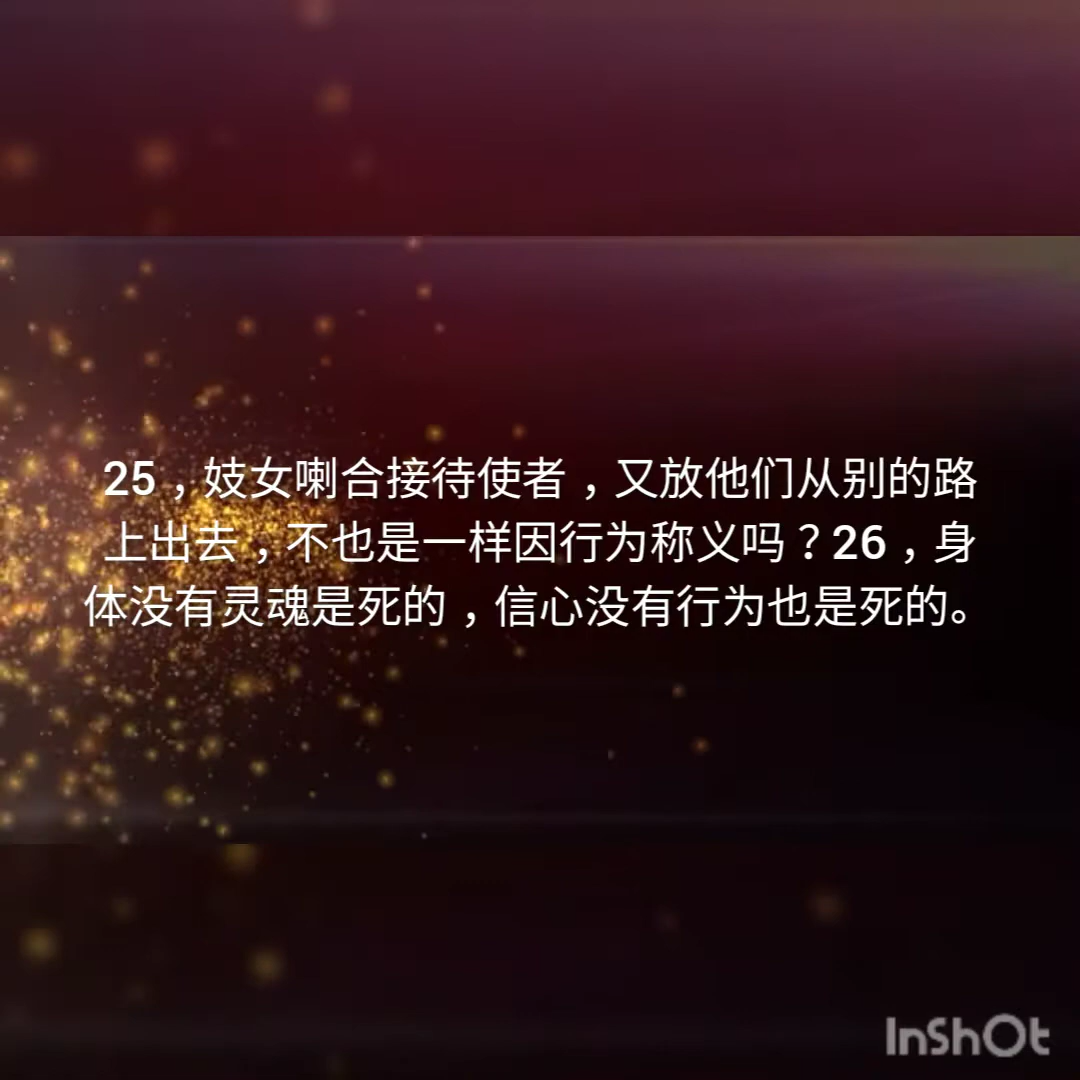 25，妓女喇合接待使者，又放他们从别的路
上出去，不也是一样因行为称义吗？26，身
体没有灵魂是死的，信心没有行为也是死的。
InShOt